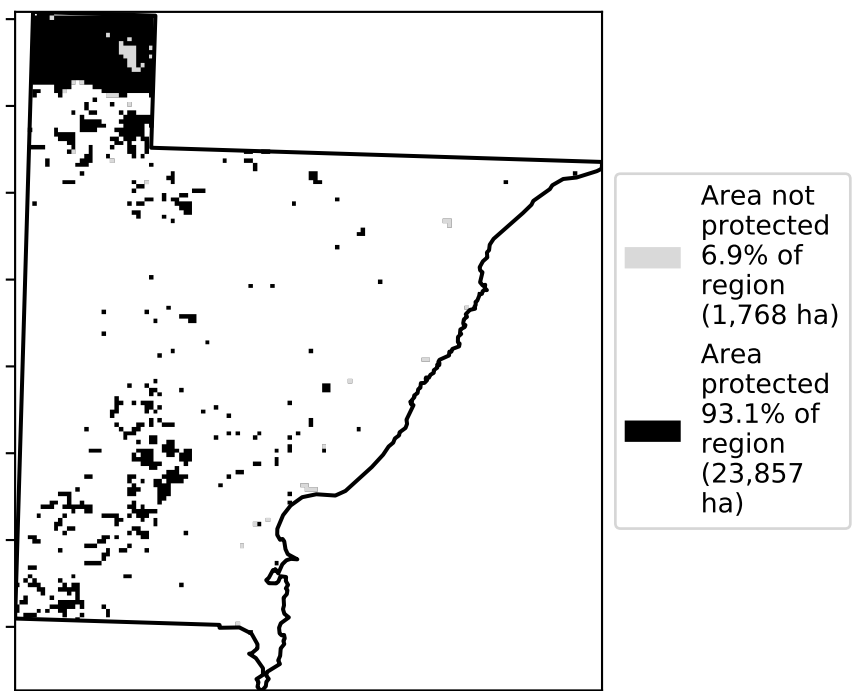 Area not
protected
6.9% of
region
(1,768 ha)
Area
protected
93.1% of
region
(23,857
ha)